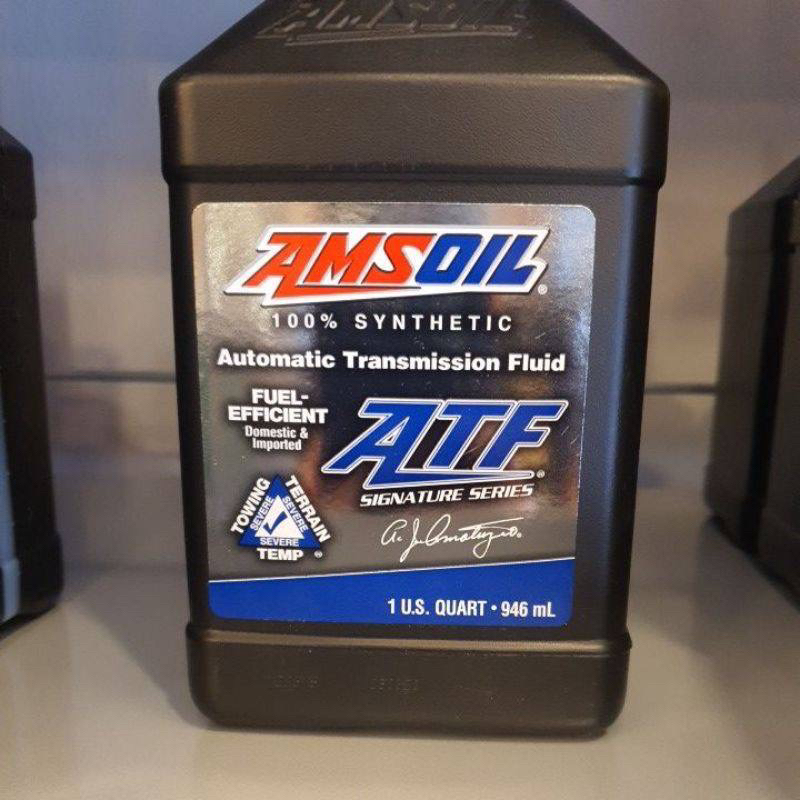 AMSOIL
AMSOIL®
100% SYNTHETIC
Automatic Transmission Fluid
FUEL-
EFFICIENT
Domestic &
Imported
ATF®
SIGNATURE SERIES
TOWING
TERRAIN
TEMP
SEVERE
SEVERE
SEVERE
1 U.S. QUART • 946 mL